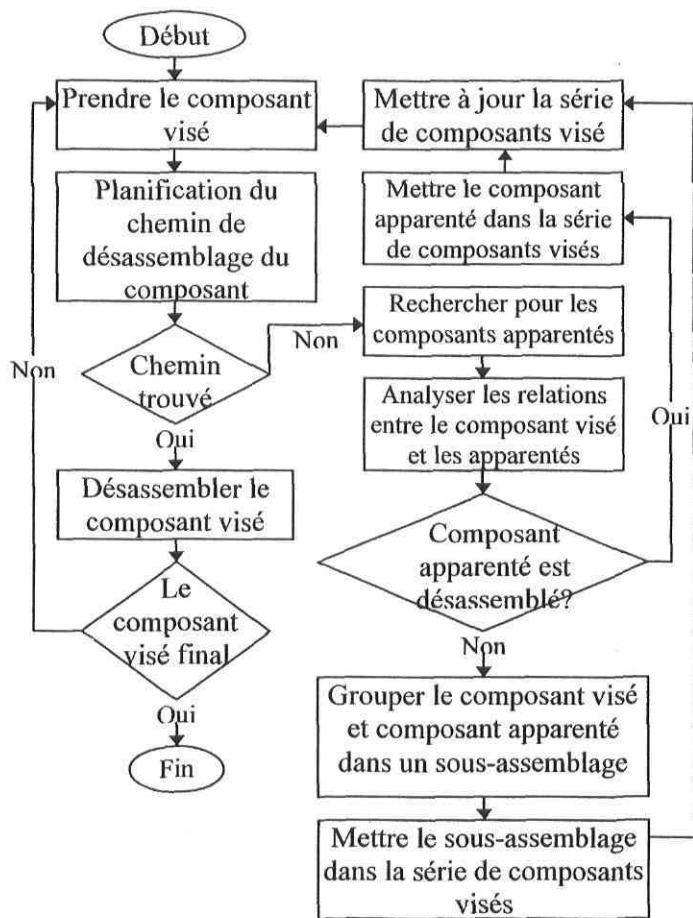 Début
Prendre le composant
visé
Planification du
chemin de
désassemblage du
composant
Chemin
trouvé
Non
Oui
Désassembler le
composant visé
Le
composant
visé final
Non
Oui
Fin
Mettre à jour la série
de composants visé
Mettre le composant
apparenté dans la série
de composants visés
Rechercher pour les
composants apparentés
Analyser les relations
entre le composant visé
et les apparentés
Composant
apparenté est
désassemblé?
Oui
Non
Grouper le composant visé
et composant apparenté
dans un sous-assemblage
Mettre le sous-assemblage
dans la série de composants
visés